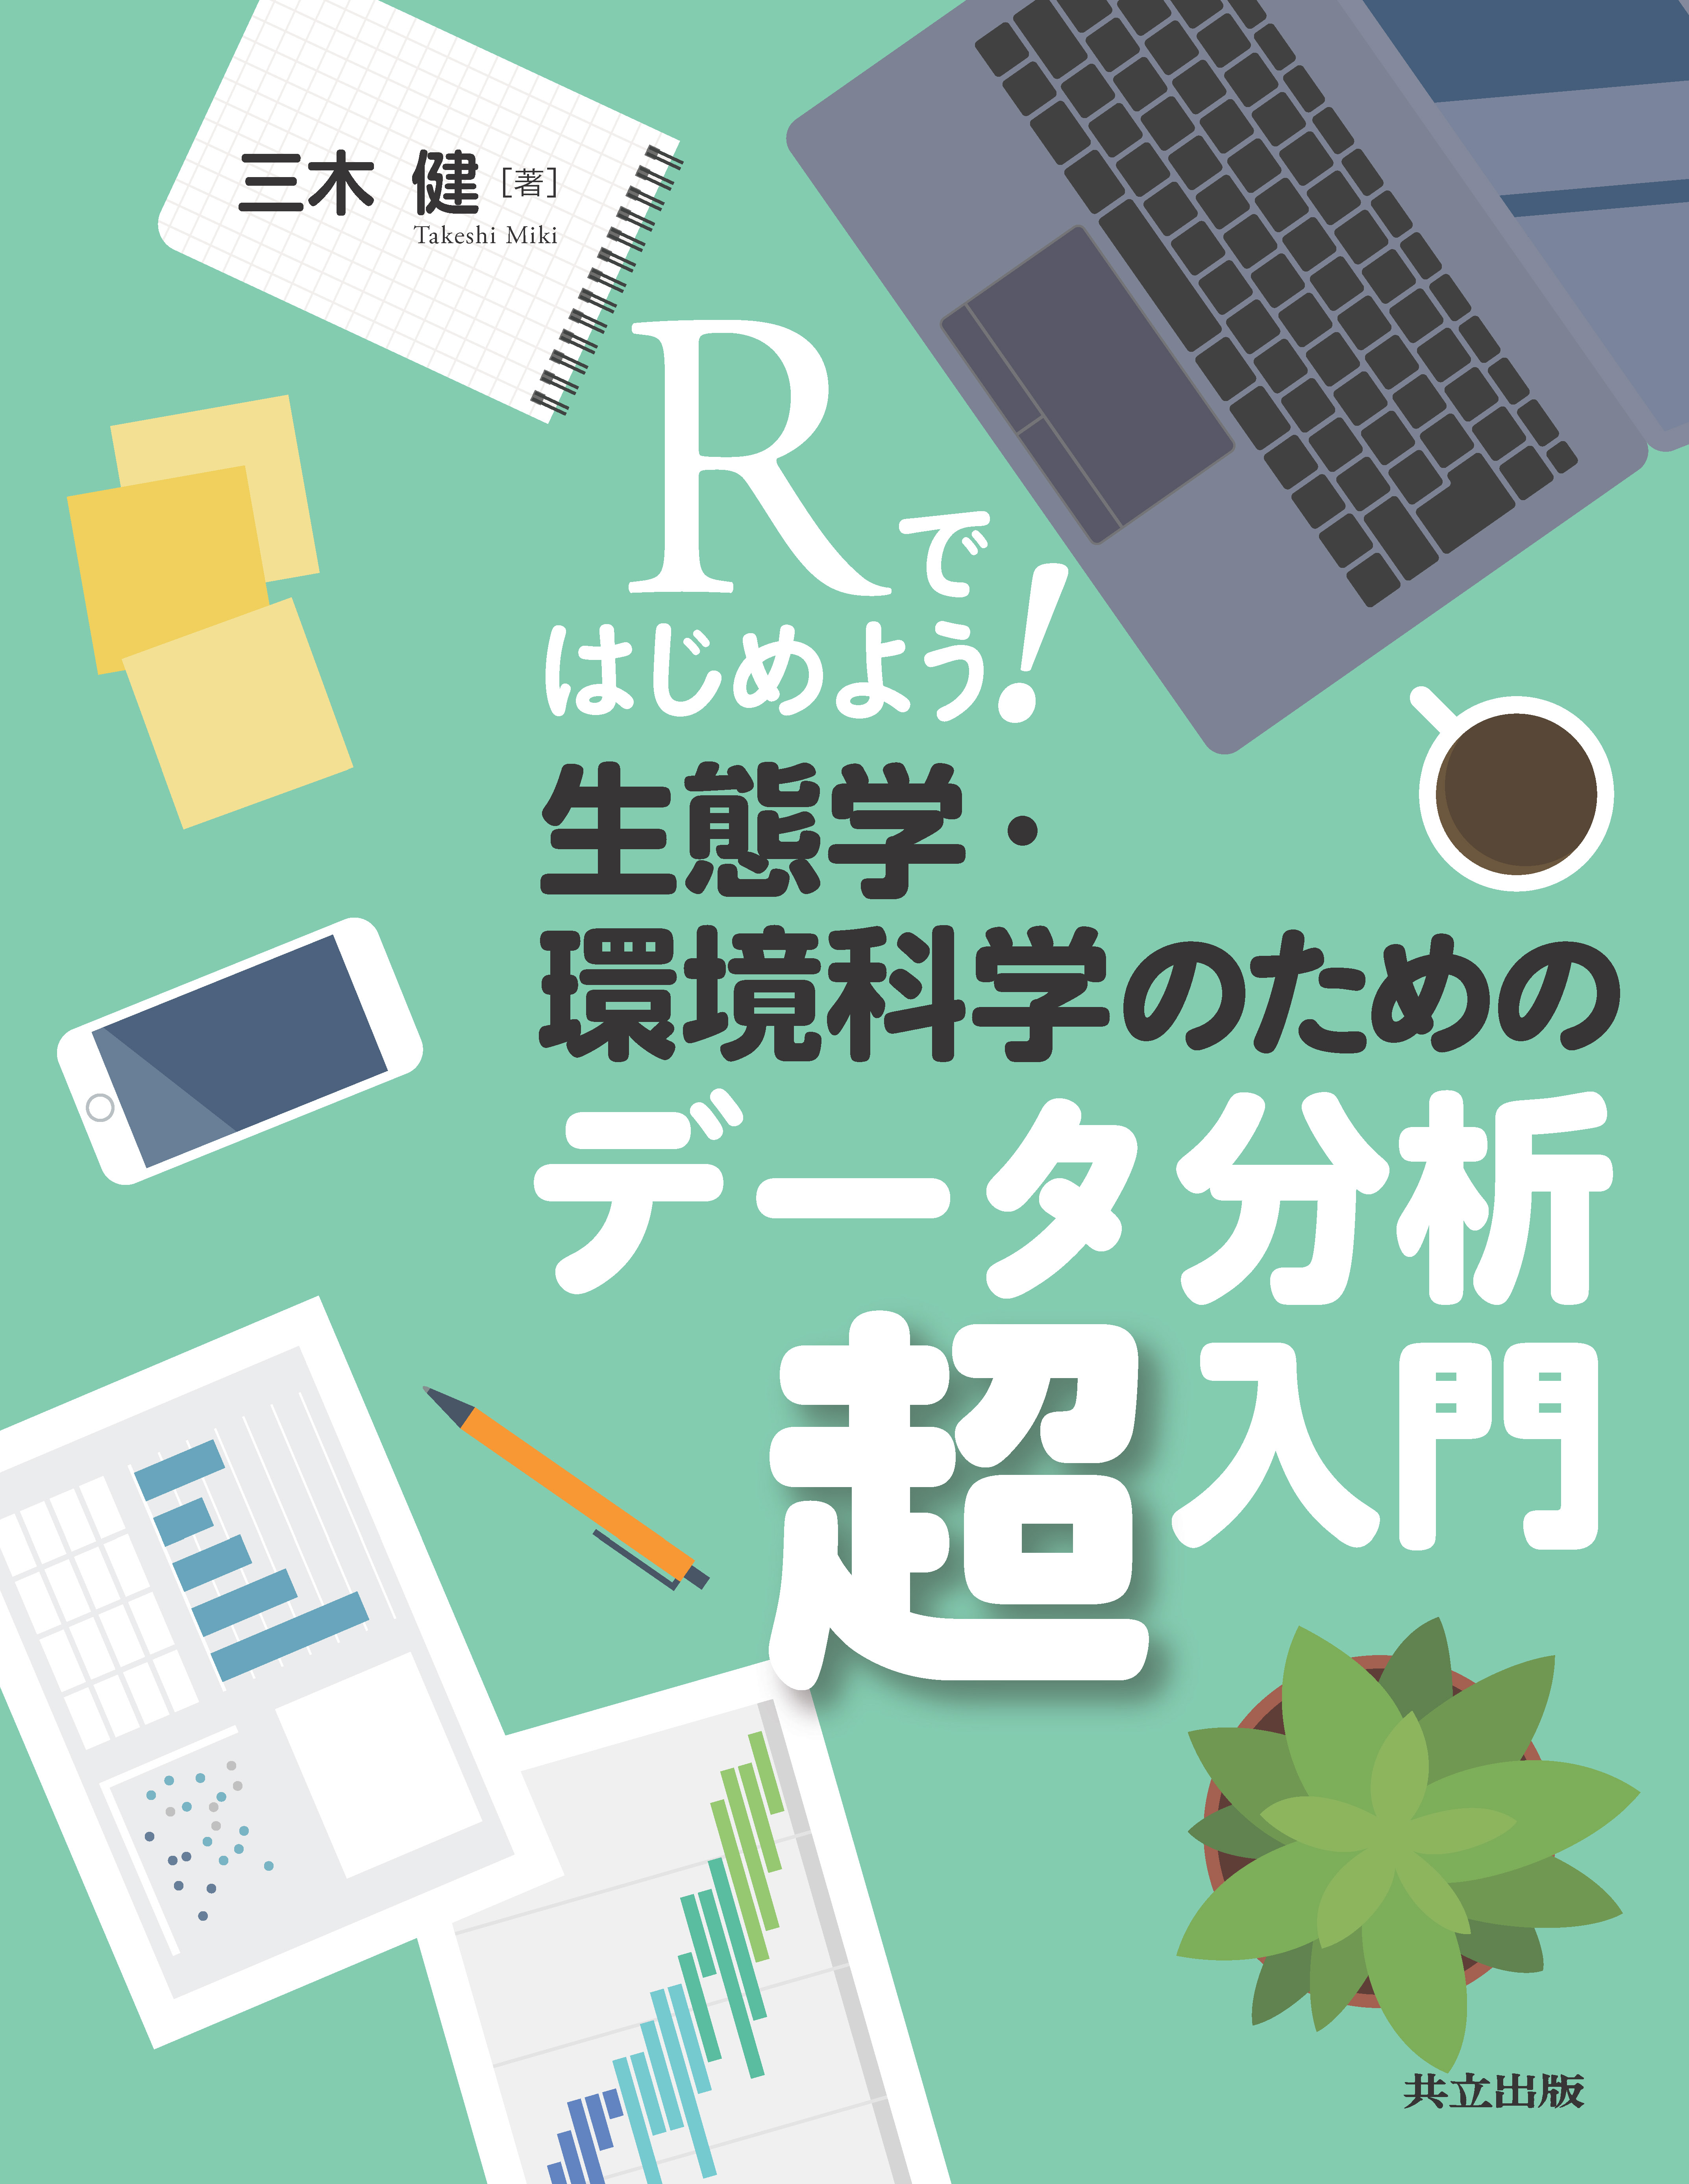 三木 健 [著]
Takeshi Miki
Rで
はじめよう!
生態学・
環境科学のための
データ分析
超入門
共立出版